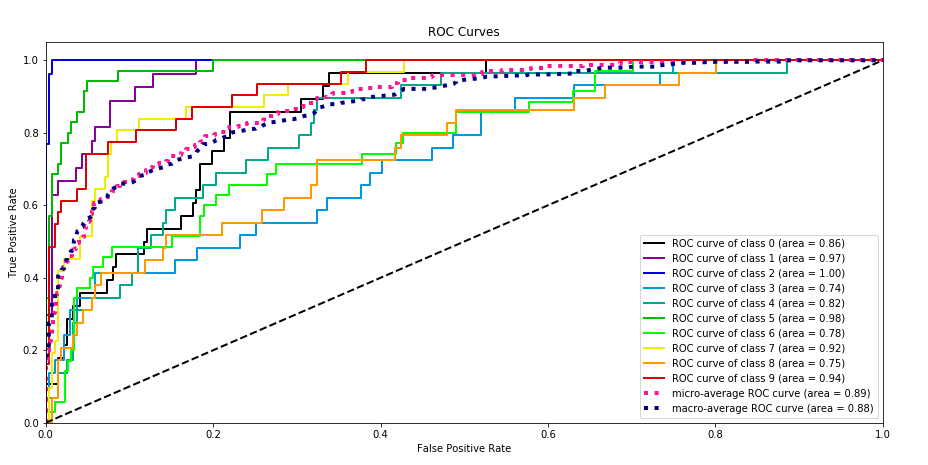 ROC Curves
True Positive Rate
1.0
0.8
0.6
0.4
0.2
0.0
0.0 0.2 0.4 0.6 0.8 1.0
False Positive Rate
ROC curve of class 0 (area = 0.86)
ROC curve of class 1 (area = 0.97)
ROC curve of class 2 (area = 1.00)
ROC curve of class 3 (area = 0.74)
ROC curve of class 4 (area = 0.82)
ROC curve of class 5 (area = 0.98)
ROC curve of class 6 (area = 0.78)
ROC curve of class 7 (area = 0.92)
ROC curve of class 8 (area = 0.75)
ROC curve of class 9 (area = 0.94)
micro-average ROC curve (area = 0.89)
macro-average ROC curve (area = 0.88)